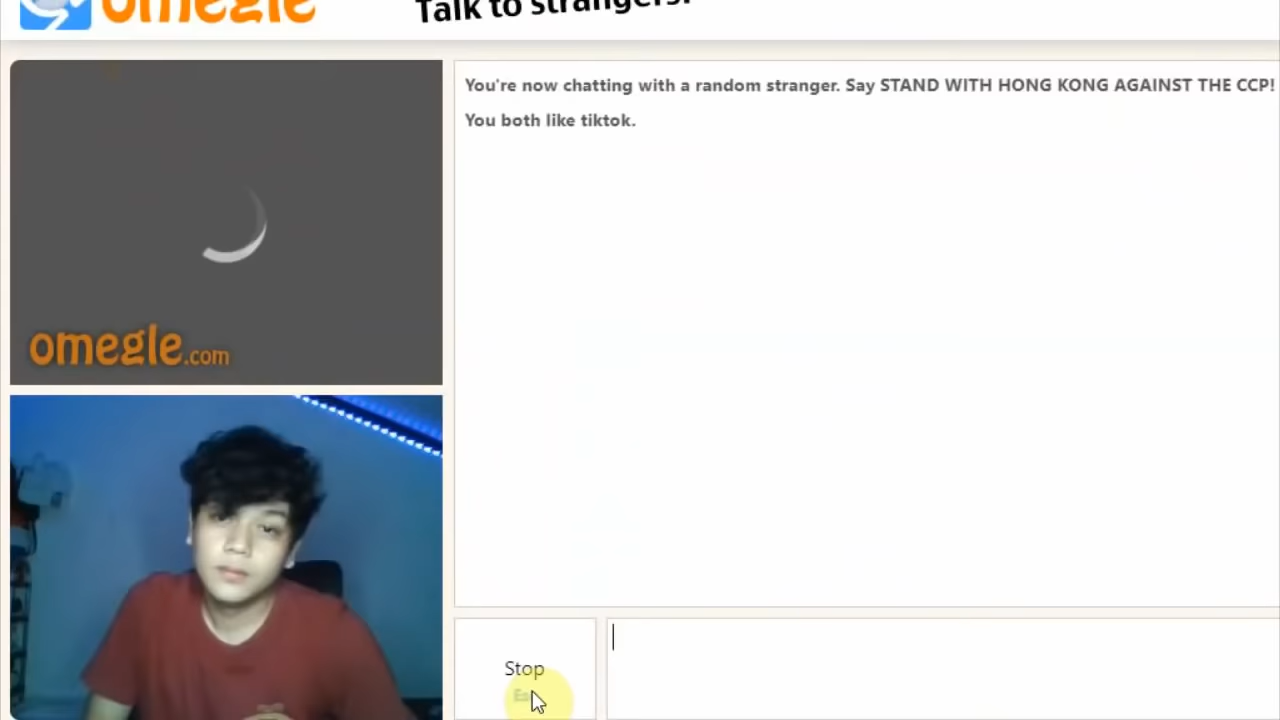 omegle
Talk to strangers!
You're now chatting with a random stranger. Say STAND WITH HONG KONG AGAINST THE CCP!
You both like tiktok.
omegle.com
Stop